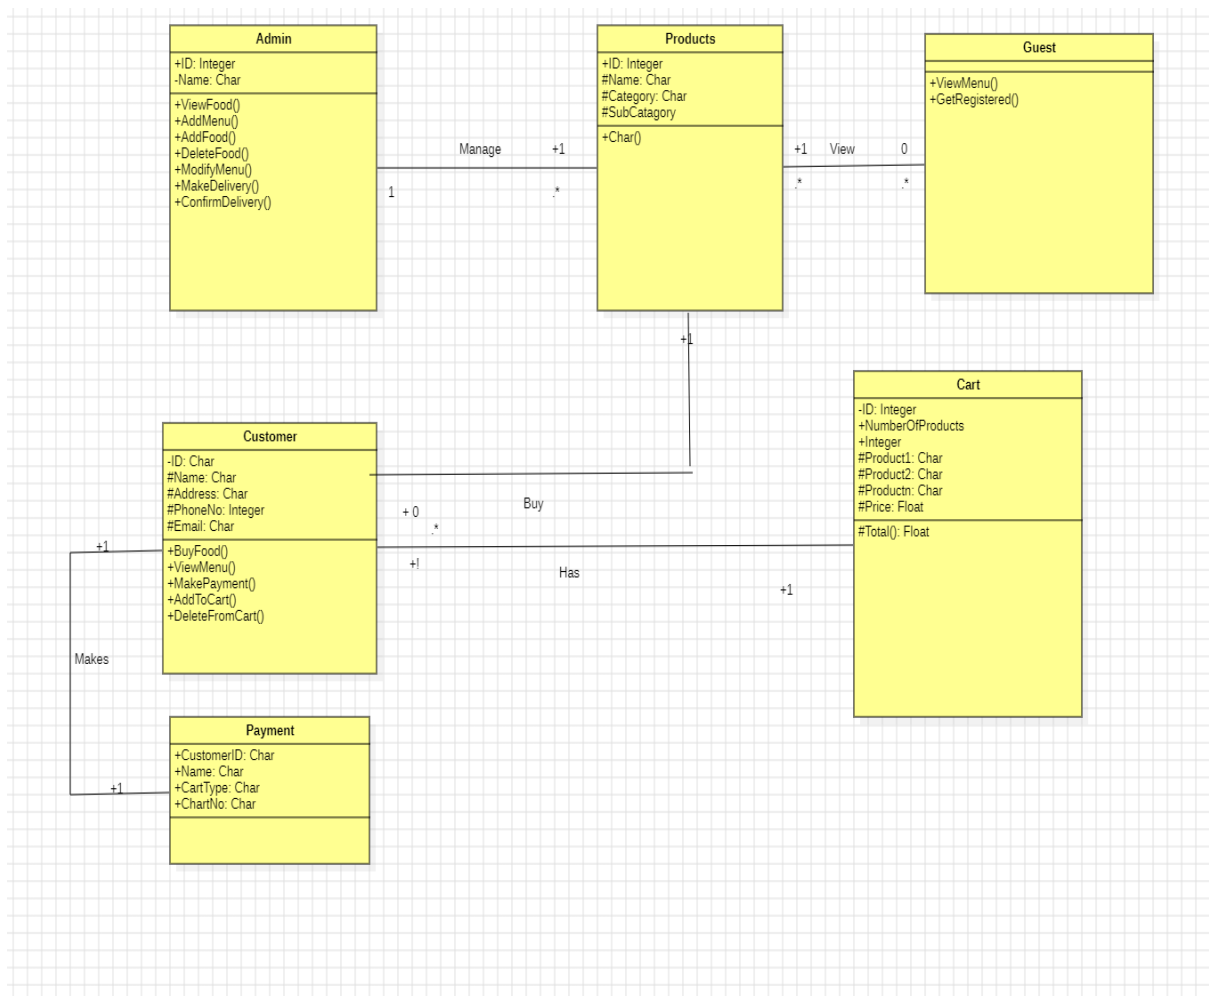 Admin
+ID: Integer
-Name: Char
+ViewFood()
+AddMenu()
+AddFood()
+DeleteFood()
+ModifyMenu()
+MakeDelivery()
+ConfirmDelivery()
Manage
+1
1
.*
Products
+ID: Integer
#Name: Char
#Category: Char
#SubCatagory
+Char()
+1
View
0
.*
.*
Guest
+ViewMenu()
+GetRegistered()
+1
Customer
-ID: Char
#Name: Char
#Address: Char
#PhoneNo: Integer
#Email: Char
+BuyFood()
+ViewMenu()
+MakePayment()
+AddToCart()
+DeleteFromCart()
Buy
+ 0
.*
+!
Has
+1
Cart
-ID: Integer
+NumberOfProducts
+Integer
#Product1: Char
#Product2: Char
#Productn: Char
#Price: Float
#Total(): Float
+1
Makes
+1
Payment
+CustomerID: Char
+Name: Char
+CartType: Char
+ChartNo: Char